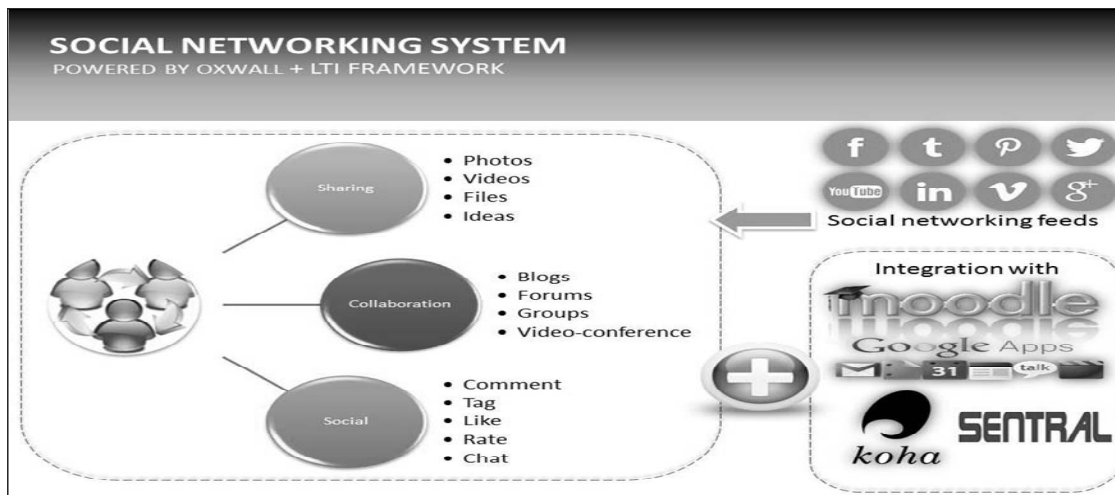 SOCIAL NETWORKING SYSTEM
POWERED BY OXWALL + LTI FRAMEWORK
Sharing
• Photos
• Videos
• Files
• Ideas
Collaboration
• Blogs
• Forums
• Groups
• Video-conference
Social
• Comment
• Tag
• Like
• Rate
• Chat
f t P
You Tube in v g+
Social networking feeds
Integration with
moodle
Google Apps
31 talk
koha
SENTRAL